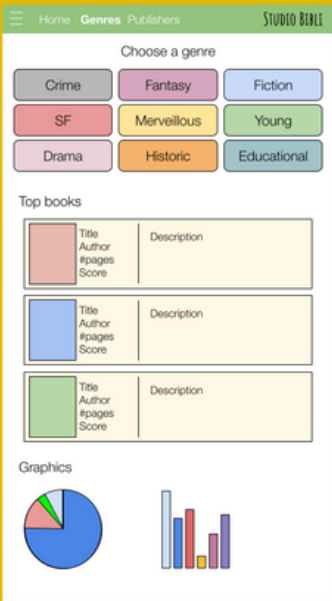 Home Genres Publishers STUDIO BIBLI
Choose a genre
Crime Fantasy Fiction
SF Merveillous Young
Drama Historic Educational
Top books
Title
Author
#pages
Score
Description
Title
Author
#pages
Score
Description
Title
Author
#pages
Score
Description
Graphics